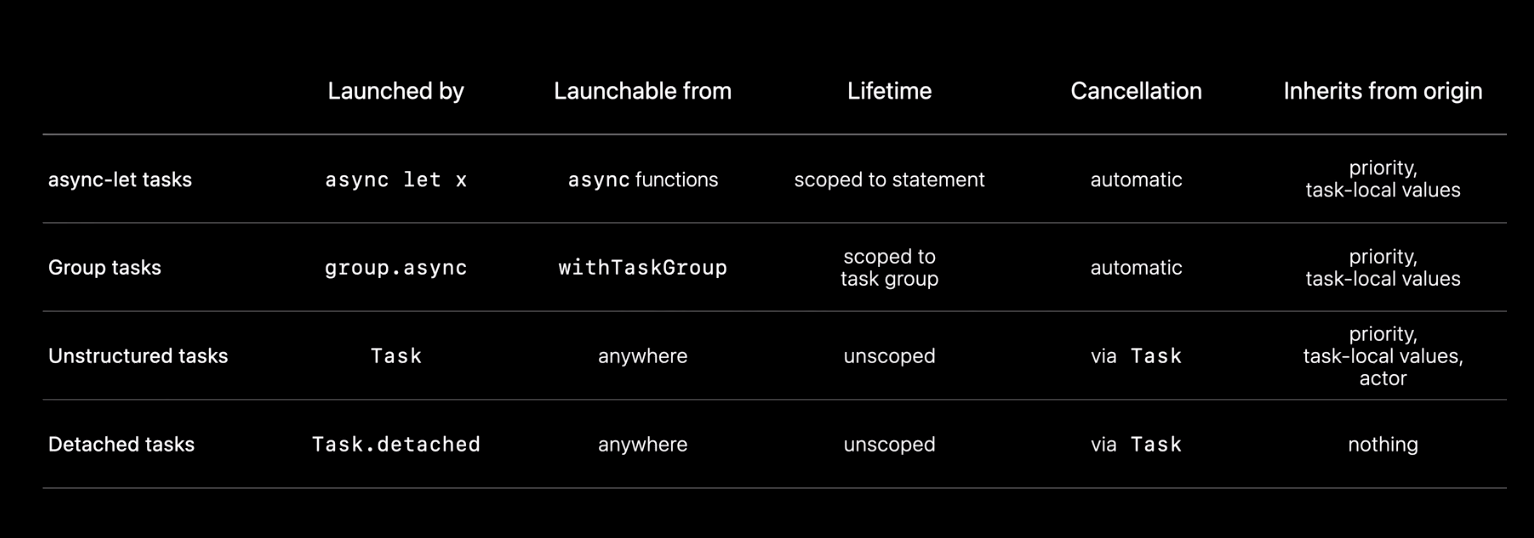 Launched by Launchable from Lifetime Cancellation Inherits from origin
async-let tasks async let x async functions scoped to statement automatic priority,
task-local values
Group tasks group.async withTaskGroup scoped to
task group automatic priority,
task-local values
Unstructured tasks Task anywhere unscoped via Task priority,
task-local values,
actor
Detached tasks Task.detached anywhere unscoped via Task nothing